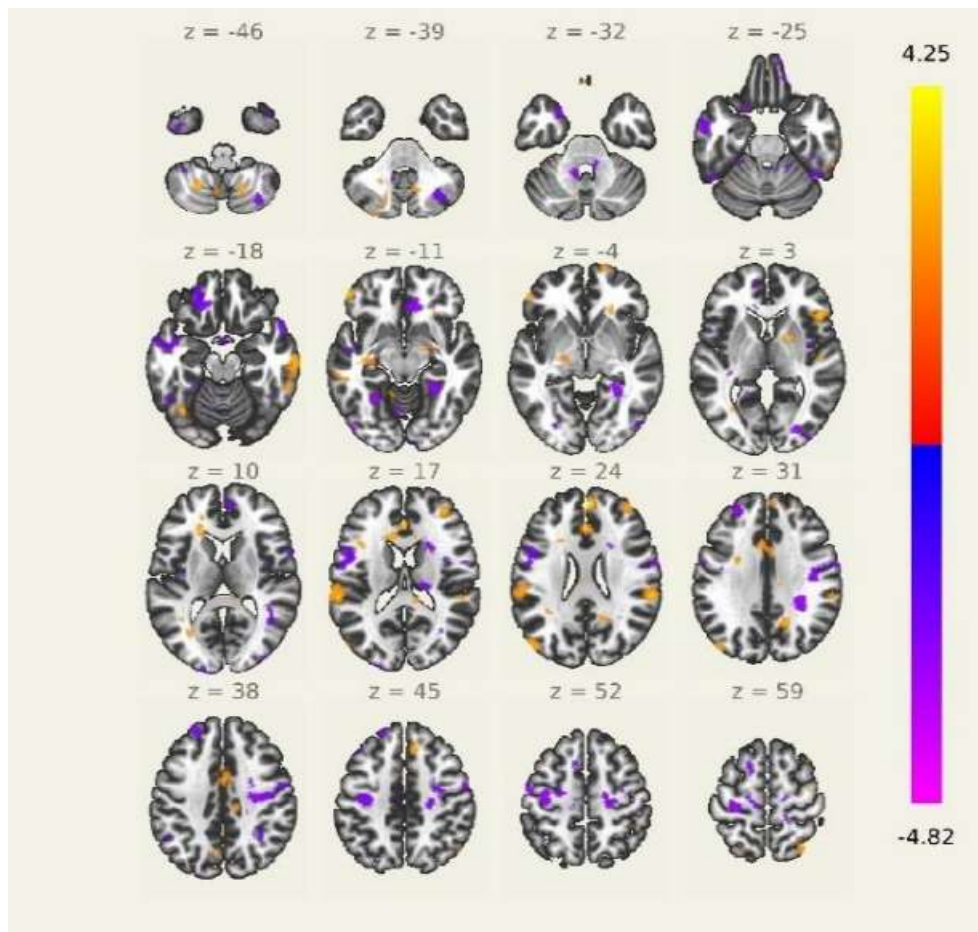 z = -46 z = -39 z = -32 z = -25
4.25
z = -18 z = -11 z = -4 z = 3
z = 10 z = 17 z = 24 z = 31
z = 38 z = 45 z = 52 z = 59
-4.82